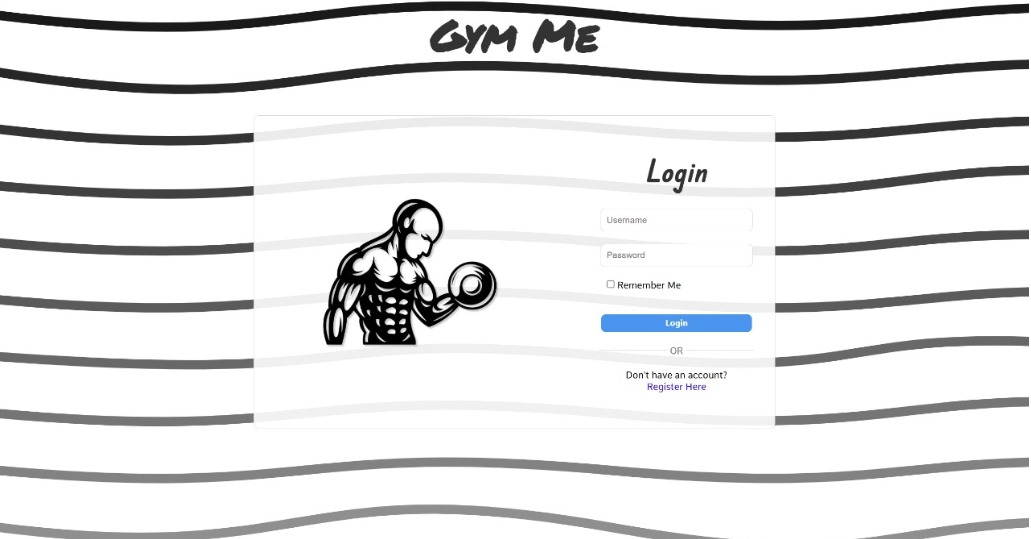 Gym Me
Login
Username
Password
Remember Me
Login
OR
Don't have an account?
Register Here